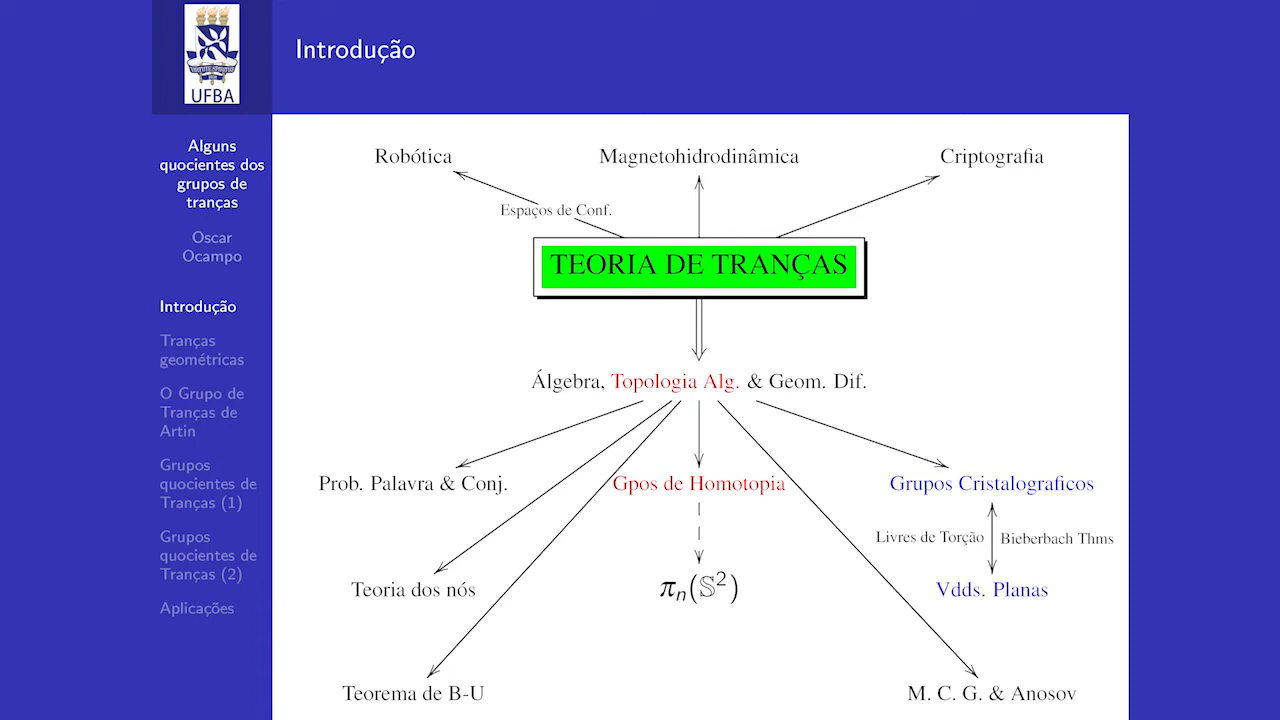 UFBA
Introdução
Alguns
quocientes dos
grupos de
tranças
Oscar
Ocampo
Introdução
Tranças
geométricas
O Grupo de
Tranças de
Artin
Grupos
quocientes de
Tranças (1)
Grupos
quocientes de
Tranças (2)
Aplicações
Robótica Magnetohidrodinâmica Criptografia
Espaços de Conf.
TEORIA DE TRANÇAS
Álgebra, Topologia Alg. & Geom. Dif.
Prob. Palavra & Conj. Gpos de Homotopia Grupos Cristalograficos
Livres de Torção Bieberbach Thms
Teoria dos nós πₙ(𝕊²) Vdds. Planas
Teorema de B-U M. C. G. & Anosov